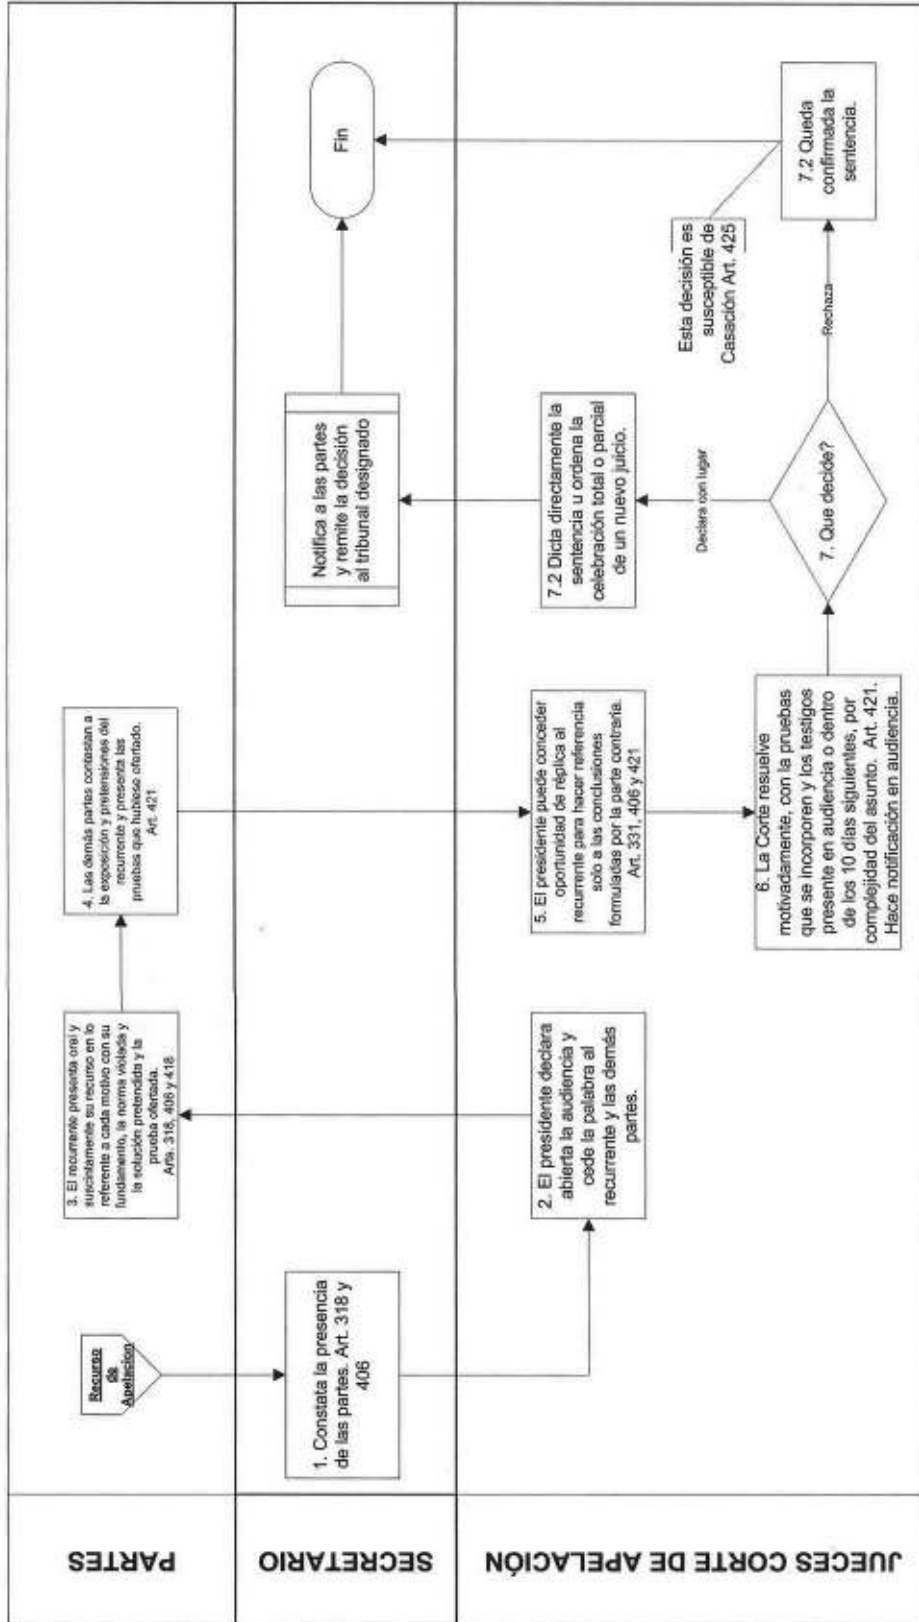 PARTES
Recurso
de
Apelacion
3. El recurrente presenta oral y
suscintamente su recurso en lo
referente a cada motivo con su
fundamento, la norma violada y
la solución pretendida y la
prueba ofertada.
Arts. 318, 406 y 418
4. Las demás partes contestan a
la exposición y pretensiones del
recurrente y presenta las
pruebas que hubiese ofertado.
Art. 421
SECRETARIO
1. Constata la presencia
de las partes. Art. 318 y
406
Notifica a las partes
y remite la decisión
al tribunal designado
Fin
JUECES CORTE DE APELACIÓN
2. El presidente declara
abierta la audiencia y
cede la palabra al
recurrente y las demás
partes.
5. El presidente puede conceder
oportunidad de réplica al
recurrente para hacer referencia
solo a las conclusiones
formuladas por la parte contraria.
Art. 331, 406 y 421
6. La Corte resuelve
motivadamente, con la pruebas
que se incorporen y los testigos
presente en audiencia o dentro
de los 10 días siguientes, por
complejidad del asunto. Art. 421.
Hace notificación en audiencia.
7. Que decide?
Declara con lugar
7.2 Dicta directamente la
sentencia u ordena la
celebración total o parcial
de un nuevo juicio.
Rechaza
7.2 Queda
confirmada la
sentencia.
Esta decisión es
susceptible de
Casación Art. 425